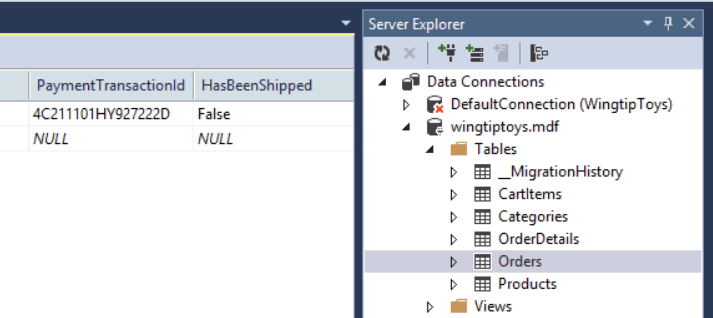 PaymentTransactionId HasBeenShipped
4C211101HY927222D False
NULL NULL
Server Explorer
Data Connections
DefaultConnection (WingtipToys)
wingtiptoys.mdf
Tables
__MigrationHistory
CartItems
Categories
OrderDetails
Orders
Products
Views